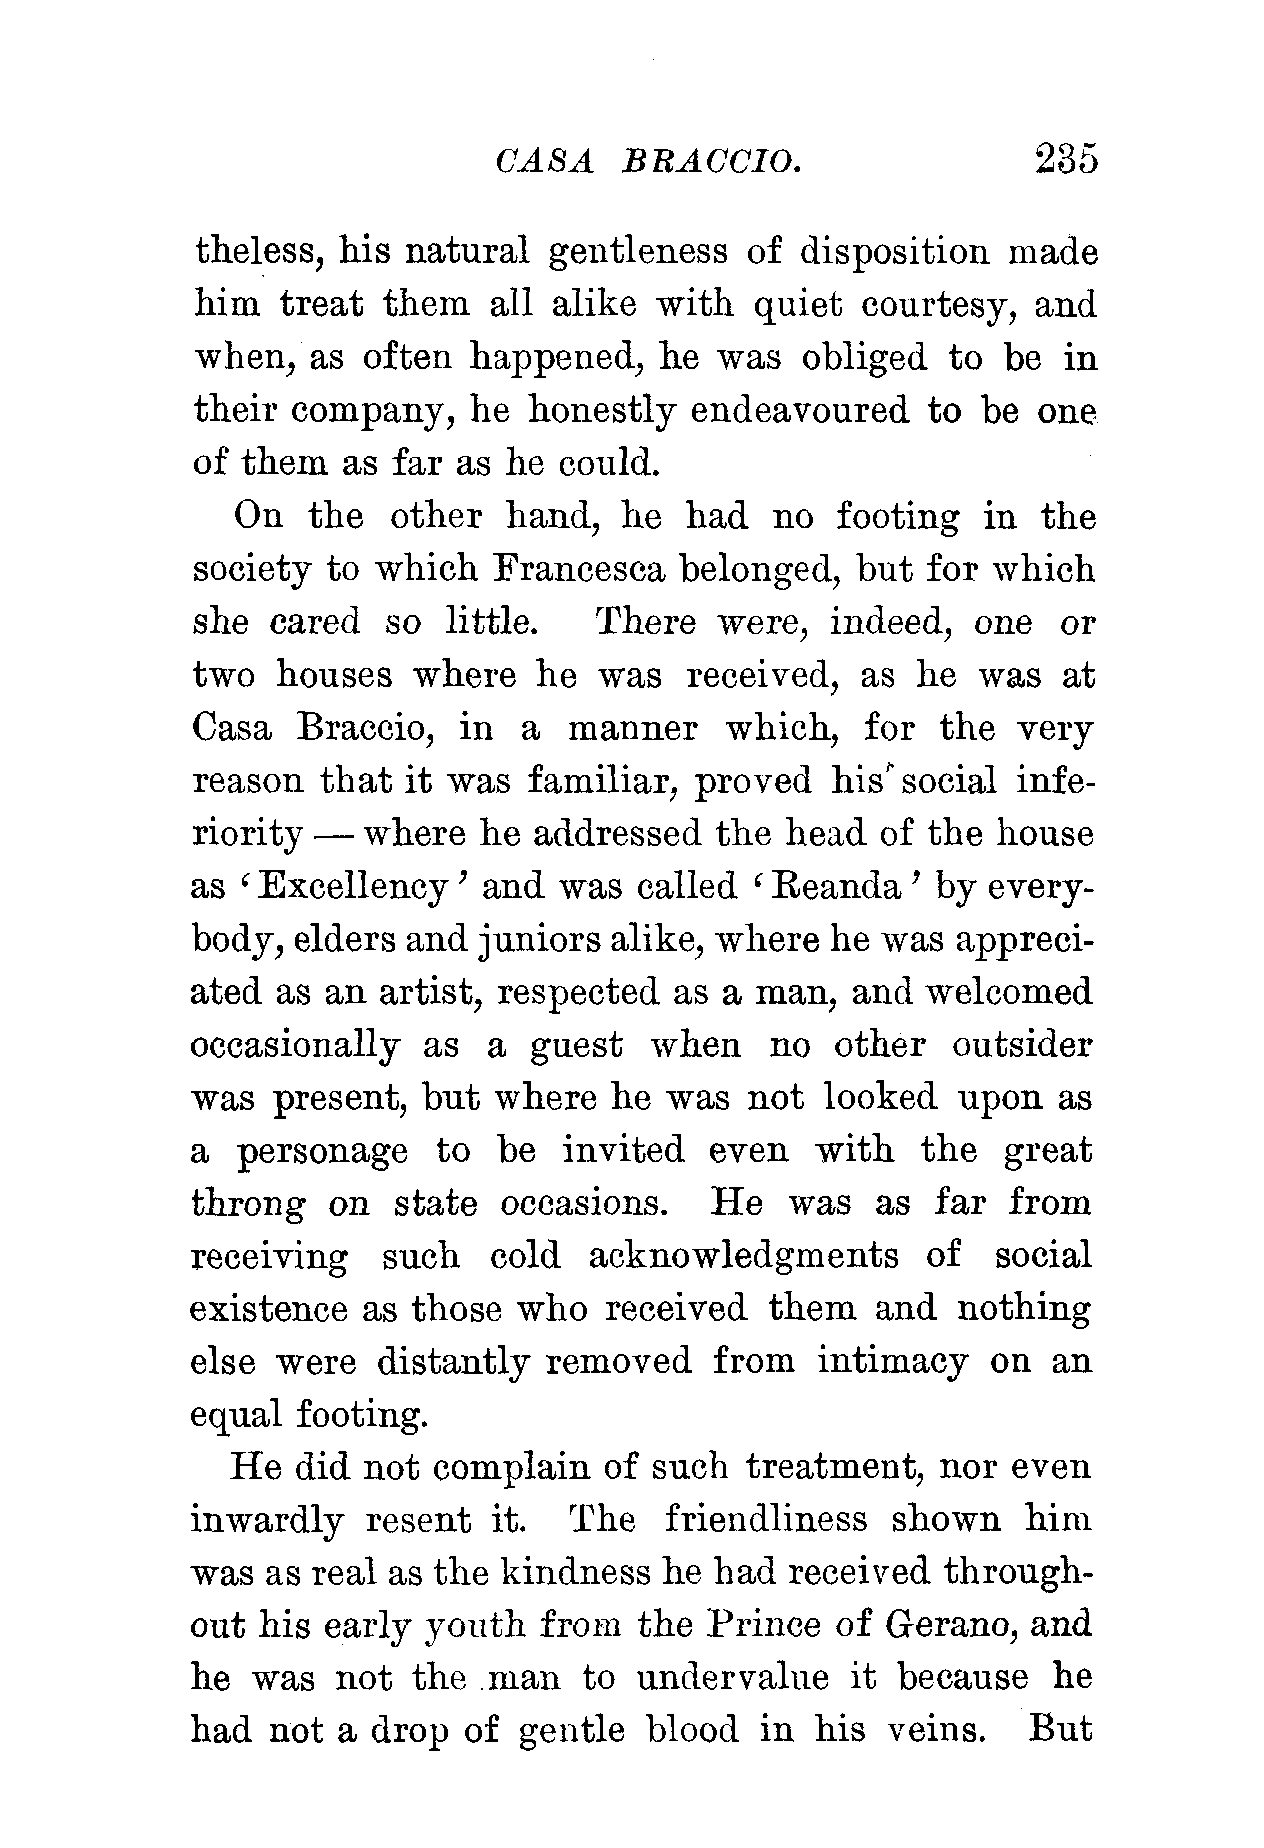 CASA BRACCIO. 235
theless, his natural gentleness of disposition made
him treat them all alike with quiet courtesy, and
when, as often happened, he was obliged to be in
their company, he honestly endeavoured to be one
of them as far as he could.
On the other hand, he had no footing in the
society to which Francesca belonged, but for which
she cared so little. There were, indeed, one or
two houses where he was received, as he was at
Casa Braccio, in a manner which, for the very
reason that it was familiar, proved his social infe-
riority — where he addressed the head of the house
as ‘Excellency’ and was called ‘Reanda’ by every-
body, elders and juniors alike, where he was appreci-
ated as an artist, respected as a man, and welcomed
occasionally as a guest when no other outsider
was present, but where he was not looked upon as
a personage to be invited even with the great
throng on state occasions. He was as far from
receiving such cold acknowledgments of social
existence as those who received them and nothing
else were distantly removed from intimacy on an
equal footing.
He did not complain of such treatment, nor even
inwardly resent it. The friendliness shown him
was as real as the kindness he had received through-
out his early youth from the Prince of Gerano, and
he was not the man to undervalue it because he
had not a drop of gentle blood in his veins. But